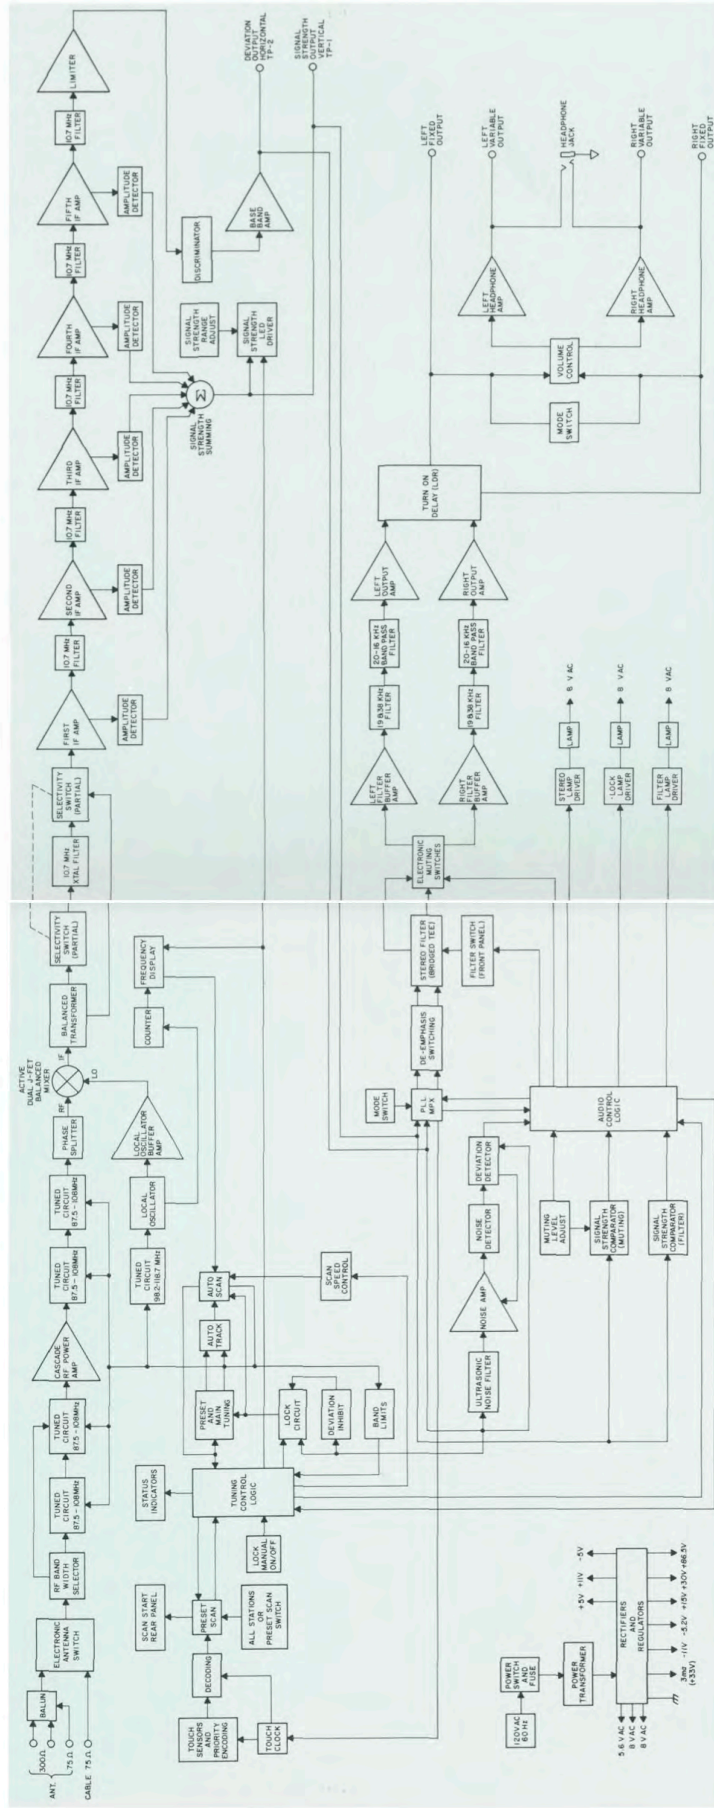 300Ω
ANT.
75Ω
CABLE 75Ω
BALUN
ELECTRONIC
ANTENNA
SWITCH
RF BAND
WIDTH
SELECTOR
TUNED
CIRCUIT
87.5-108MHz
TUNED
CIRCUIT
87.5-108MHz
CASCADE
RF POWER
AMP
TUNED
CIRCUIT
87.5-108MHz
TUNED
CIRCUIT
87.5-108MHz
PHASE
SPLITTER
ACTIVE
DUAL J-FET
BALANCED
MIXER
RF
IF
LO
BALANCED
TRANSFORMER
SELECTIVITY
SWITCH
(PARTIAL)
10.7 MHz
XTAL FILTER
SELECTIVITY
SWITCH
(PARTIAL)
FIRST
IF AMP
10.7 MHz
FILTER
SECOND
IF AMP
10.7 MHz
FILTER
THIRD
IF AMP
10.7 MHz
FILTER
FOURTH
IF AMP
10.7 MHz
FILTER
FIFTH
IF AMP
10.7 MHz
FILTER
LIMITER
AMPLITUDE
DETECTOR
AMPLITUDE
DETECTOR
AMPLITUDE
DETECTOR
AMPLITUDE
DETECTOR
AMPLITUDE
DETECTOR
Σ
SIGNAL
STRENGTH
SUMMING
SIGNAL
STRENGTH
RANGE
ADJUST
SIGNAL
STRENGTH
LED
DRIVER
DISCRIMINATOR
BASE
BAND
AMP
DEVIATION
OUTPUT
HORIZONTAL
TP-2
SIGNAL
STRENGTH
OUTPUT
VERTICAL
TP-1
TUNED
CIRCUIT
98.2-118.7 MHz
LOCAL
OSCILLATOR
LOCAL
OSCILLATOR
BUFFER
AMP
COUNTER
FREQUENCY
DISPLAY
SCAN START
REAR PANEL
STATUS
INDICATORS
TOUCH
SENSORS
AND
PRIORITY
ENCODING
DECODING
PRESET
SCAN
TUNING
CONTROL
LOGIC
PRESET
AND
MAIN
TUNING
AUTO
TRACK
AUTO
SCAN
TOUCH
CLOCK
ALL STATIONS
OR
PRESET SCAN
SWITCH
LOCK
MANUAL
ON/OFF
LOCK
CIRCUIT
DEVIATION
INHIBIT
BAND
LIMITS
SCAN
SPEED
CONTROL
ULTRASONIC
NOISE FILTER
NOISE AMP
NOISE
DETECTOR
DEVIATION
DETECTOR
MODE
SWITCH
P.L.L.
MPX
DE-EMPHASIS
SWITCHING
STEREO FILTER
(BRIDGED TEE)
FILTER SWITCH
(FRONT PANEL)
ELECTRONIC
MUTING
SWITCHES
LEFT
FILTER
BUFFER
AMP
19&38 KHz
FILTER
20-16 KHz
BAND PASS
FILTER
LEFT
OUTPUT
AMP
RIGHT
FILTER
BUFFER
AMP
19&38 KHz
FILTER
20-16 KHz
BAND PASS
FILTER
RIGHT
OUTPUT
AMP
TURN ON
DELAY (LDR)
MODE
SWITCH
VOLUME
CONTROL
LEFT
HEADPHONE
AMP
RIGHT
HEADPHONE
AMP
LEFT
FIXED
OUTPUT
LEFT
VARIABLE
OUTPUT
HEADPHONE
JACK
RIGHT
VARIABLE
OUTPUT
RIGHT
FIXED
OUTPUT
MUTING
LEVEL
ADJUST
SIGNAL
STRENGTH
COMPARATOR
(MUTING)
SIGNAL
STRENGTH
COMPARATOR
(FILTER)
AUDIO
CONTROL
LOGIC
STEREO
LAMP
DRIVER
LAMP
8 VAC
-LOCK
LAMP
DRIVER
LAMP
8 VAC
FILTER
LAMP
DRIVER
LAMP
8 VAC
120VAC
60 Hz
POWER
SWITCH
AND
FUSE
POWER
TRANSFORMER
RECTIFIERS
AND
REGULATORS
+5V +11V -5V
5.6 VAC
8 VAC
8 VAC
3ma
(+33V)
-11V -5.2V +15V +30V +86.5V